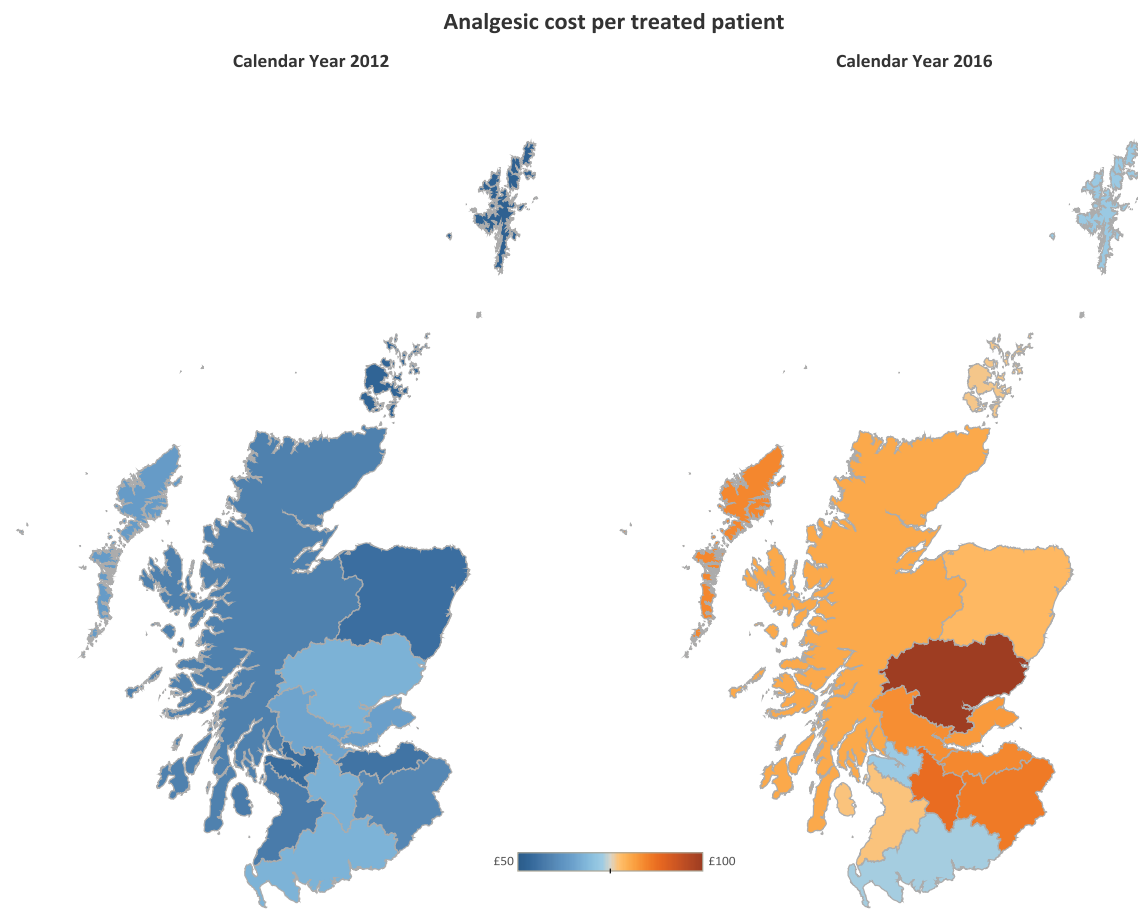 Analgesic cost per treated patient
Calendar Year 2012
Calendar Year 2016
£50
£100